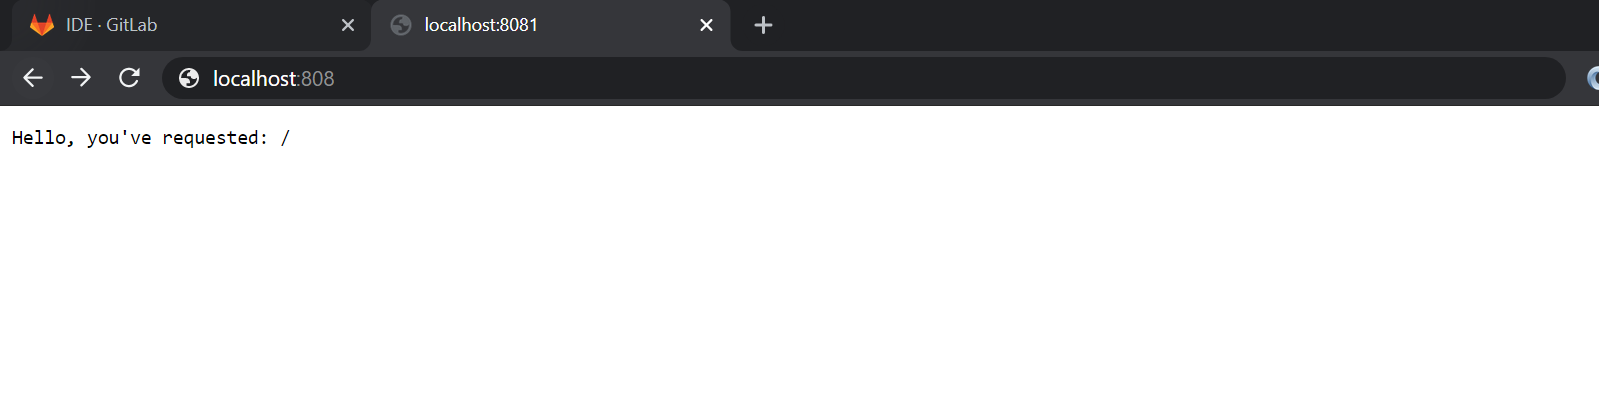 IDE · GitLab
localhost:8081
localhost:808
Hello, you've requested: /